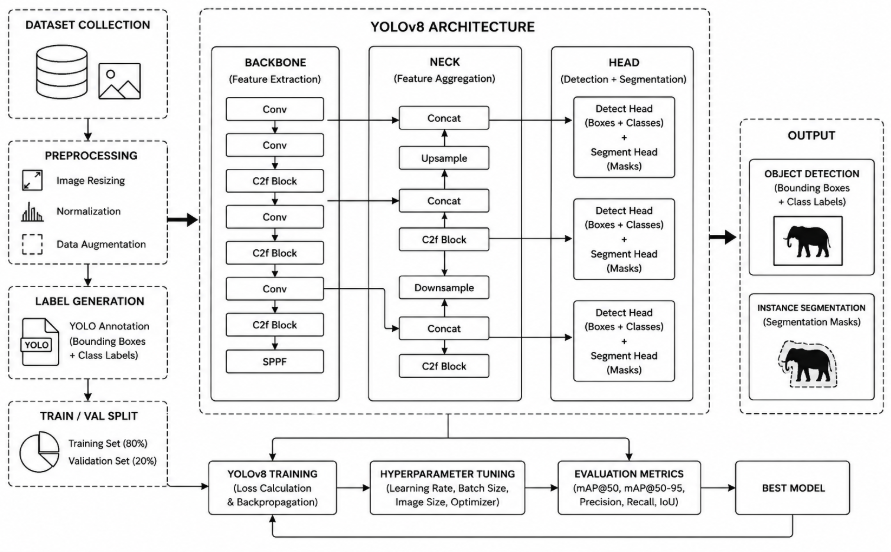 DATASET COLLECTION
PREPROCESSING
Image Resizing
Normalization
Data Augmentation
LABEL GENERATION
YOLO
YOLO Annotation
(Bounding Boxes
+ Class Labels)
TRAIN / VAL SPLIT
Training Set (80%)
Validation Set (20%)
YOLOv8 ARCHITECTURE
BACKBONE
(Feature Extraction)
Conv
Conv
C2f Block
Conv
C2f Block
Conv
C2f Block
SPPF
NECK
(Feature Aggregation)
Concat
Upsample
Concat
C2f Block
Downsample
Concat
C2f Block
HEAD
(Detection + Segmentation)
Detect Head
(Boxes + Classes)
+
Segment Head
(Masks)
Detect Head
(Boxes + Classes)
+
Segment Head
(Masks)
Detect Head
(Boxes + Classes)
+
Segment Head
(Masks)
OUTPUT
OBJECT DETECTION
(Bounding Boxes
+ Class Labels)
INSTANCE SEGMENTATION
(Segmentation Masks)
YOLOv8 TRAINING
(Loss Calculation
& Backpropagation)
HYPERPARAMETER TUNING
(Learning Rate, Batch Size,
Image Size, Optimizer)
EVALUATION METRICS
(mAP@50, mAP@50-95,
Precision, Recall, IoU)
BEST MODEL